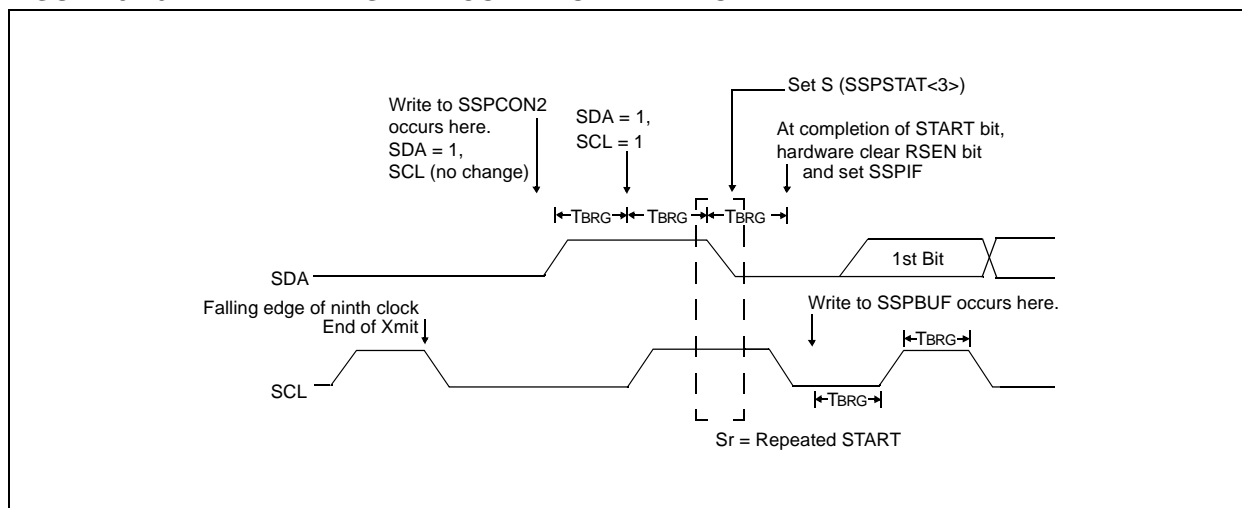 Set S (SSPSTAT<3>)
Write to SSPCON2
occurs here.
SDA = 1,
SCL (no change)
SDA = 1,
SCL = 1
At completion of START bit,
hardware clear RSEN bit
and set SSPIF
TBRG
TBRG
TBRG
SDA
1st Bit
Falling edge of ninth clock
End of Xmit
Write to SSPBUF occurs here.
TBRG
SCL
TBRG
Sr = Repeated START